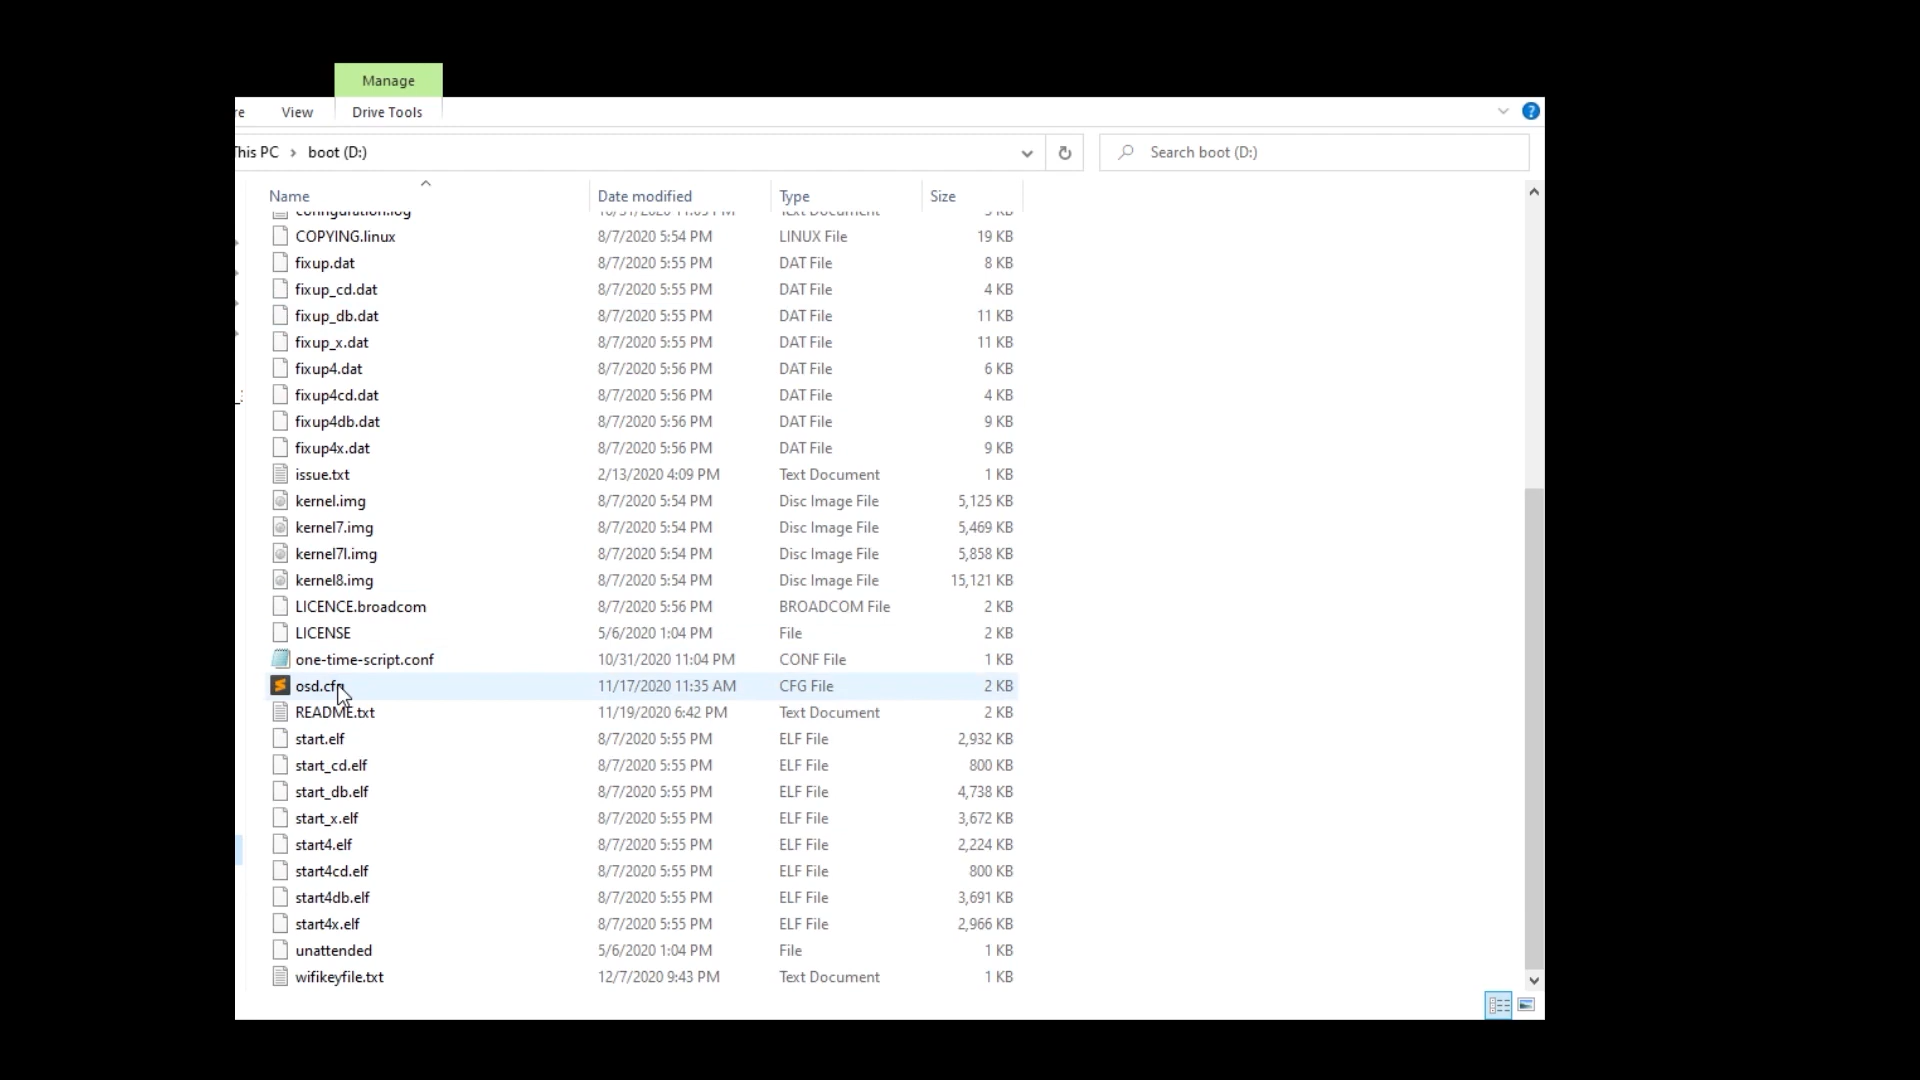 Manage
re View Drive Tools
This PC > boot (D:) Search boot (D:)
Name Date modified Type Size
configuration.log 10/31/2020 11:03 PM Text Document 3 KB
COPYING.linux 8/7/2020 5:54 PM LINUX File 19 KB
fixup.dat 8/7/2020 5:55 PM DAT File 8 KB
fixup_cd.dat 8/7/2020 5:55 PM DAT File 4 KB
fixup_db.dat 8/7/2020 5:55 PM DAT File 11 KB
fixup_x.dat 8/7/2020 5:55 PM DAT File 11 KB
fixup4.dat 8/7/2020 5:56 PM DAT File 6 KB
fixup4cd.dat 8/7/2020 5:56 PM DAT File 4 KB
fixup4db.dat 8/7/2020 5:56 PM DAT File 9 KB
fixup4x.dat 8/7/2020 5:56 PM DAT File 9 KB
issue.txt 2/13/2020 4:09 PM Text Document 1 KB
kernel.img 8/7/2020 5:54 PM Disc Image File 5,125 KB
kernel7.img 8/7/2020 5:54 PM Disc Image File 5,469 KB
kernel7l.img 8/7/2020 5:54 PM Disc Image File 5,858 KB
kernel8.img 8/7/2020 5:54 PM Disc Image File 15,121 KB
LICENCE.broadcom 8/7/2020 5:56 PM BROADCOM File 2 KB
LICENSE 5/6/2020 1:04 PM File 2 KB
one-time-script.conf 10/31/2020 11:04 PM CONF File 1 KB
osd.cfg 11/17/2020 11:35 AM CFG File 2 KB
README.txt 11/19/2020 6:42 PM Text Document 2 KB
start.elf 8/7/2020 5:55 PM ELF File 2,932 KB
start_cd.elf 8/7/2020 5:55 PM ELF File 800 KB
start_db.elf 8/7/2020 5:55 PM ELF File 4,738 KB
start_x.elf 8/7/2020 5:55 PM ELF File 3,672 KB
start4.elf 8/7/2020 5:55 PM ELF File 2,224 KB
start4cd.elf 8/7/2020 5:55 PM ELF File 800 KB
start4db.elf 8/7/2020 5:55 PM ELF File 3,691 KB
start4x.elf 8/7/2020 5:55 PM ELF File 2,966 KB
unattended 5/6/2020 1:04 PM File 1 KB
wifikeyfile.txt 12/7/2020 9:43 PM Text Document 1 KB